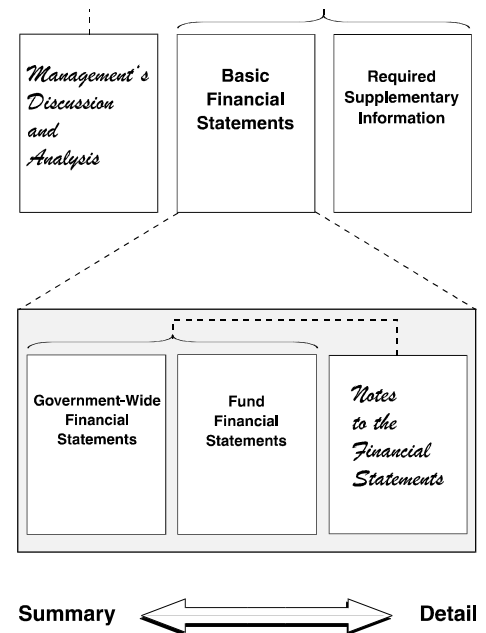 Management's
Discussion
and
Analysis
Basic
Financial
Statements
Required
Supplementary
Information
Government-Wide
Financial
Statements
Fund
Financial
Statements
Notes
to the
Financial
Statements
Summary
Detail